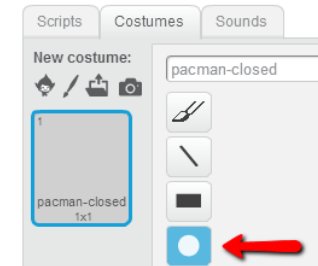 Scripts Costumes Sounds
New costume:
pacman-closed
1
pacman-closed
1x1